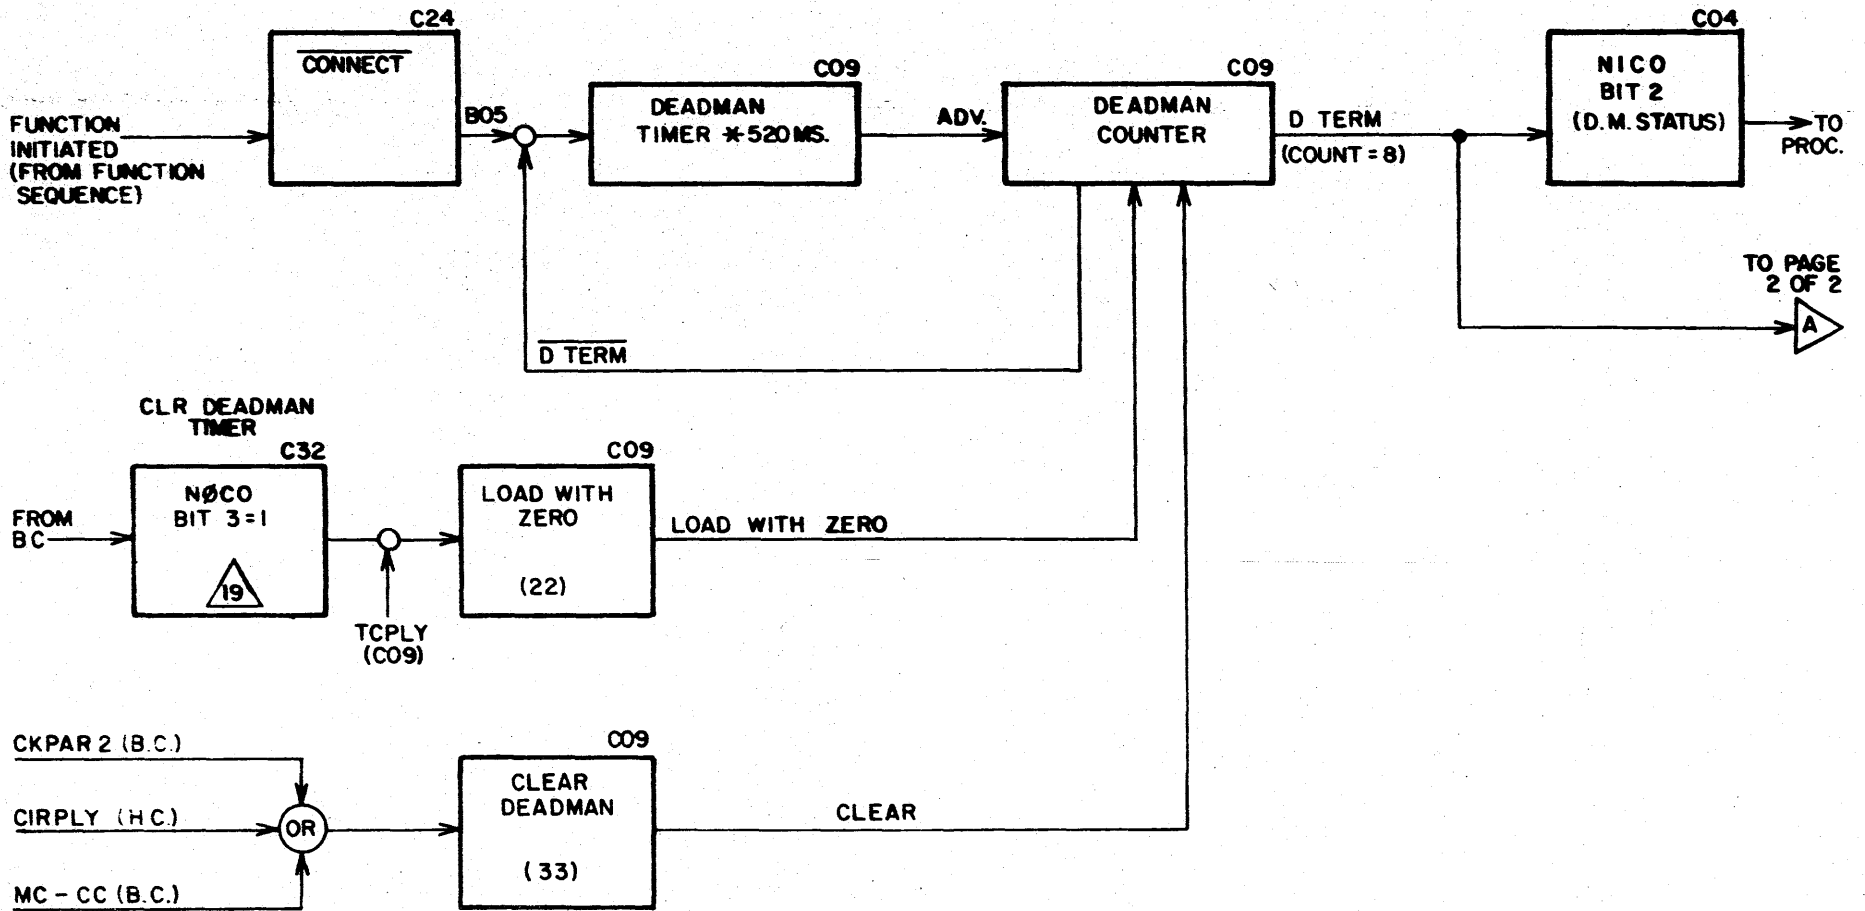 C24
CONNECT
FUNCTION
INITIATED
(FROM FUNCTION
SEQUENCE)
B05
C09
DEADMAN
TIMER *520MS.
ADV.
C09
DEADMAN
COUNTER
D TERM
(COUNT = 8)
C04
NICO
BIT 2
(D.M. STATUS)
TO
PROC.
TO PAGE
2 OF 2
A
D TERM
CLR DEADMAN
TIMER
C32
NØCO
BIT 3=1
19
FROM
BC
TCPLY
(C09)
C09
LOAD WITH
ZERO
(22)
LOAD WITH ZERO
CKPAR 2 (B.C.)
CIRPLY (H.C.)
MC - CC (B.C.)
OR
C09
CLEAR
DEADMAN
(33)
CLEAR